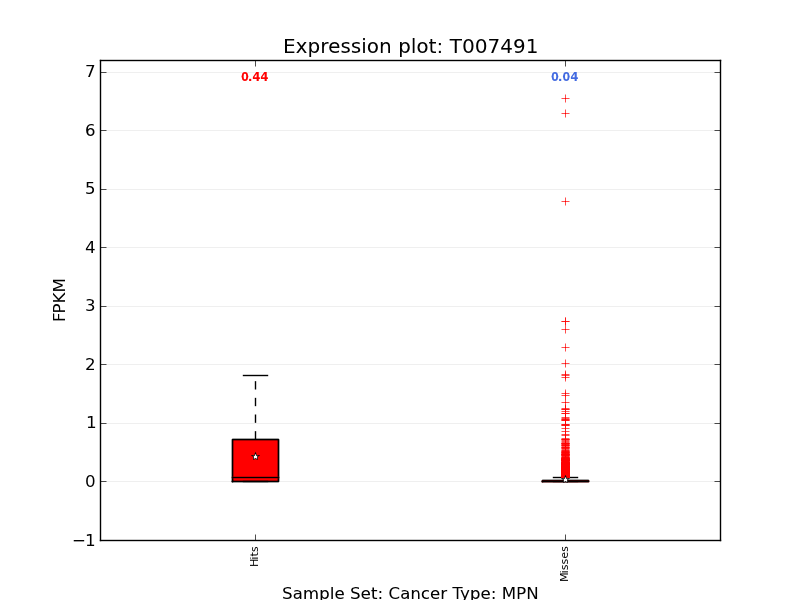 Expression plot: T007491
0.44
0.04
7
6
5
4
3
2
1
0
−1
FPKM
Hits
Misses
Sample Set: Cancer Type: MPN